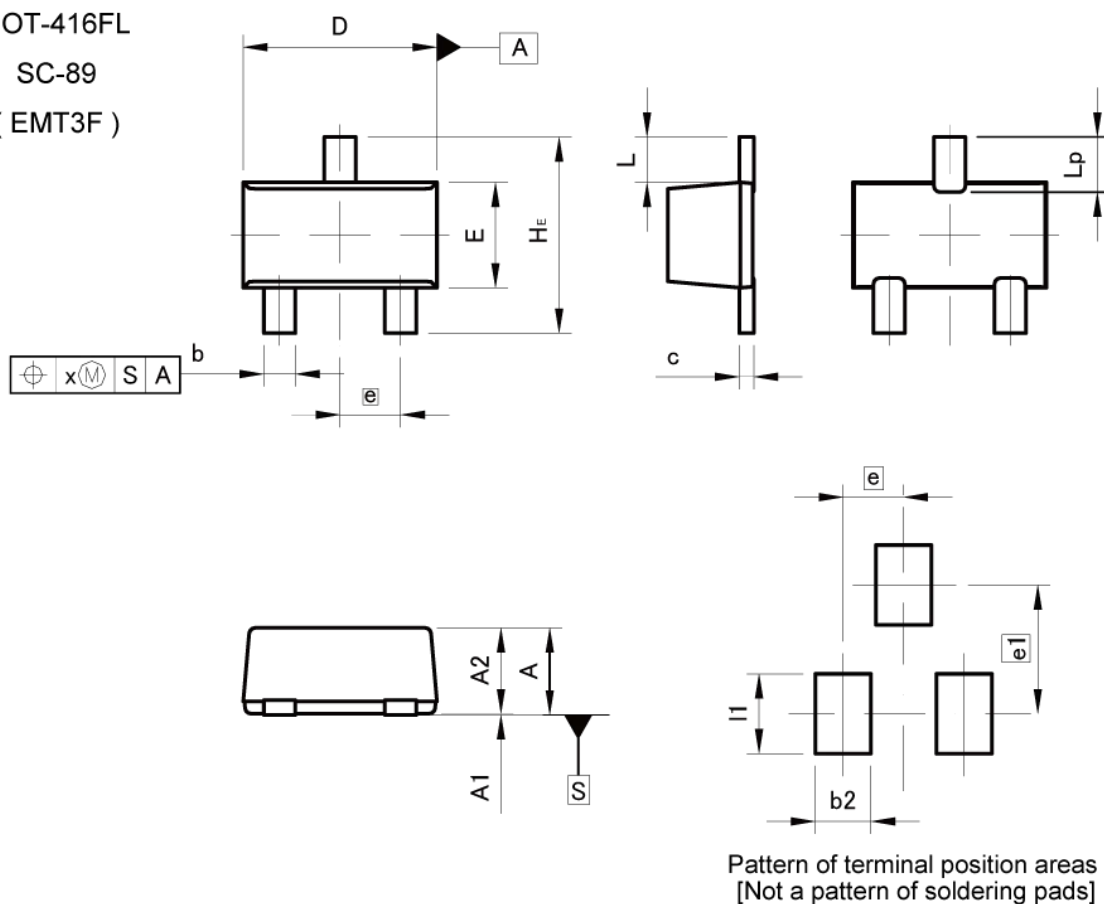 OT-416FL
SC-89
( EMT3F )
D
A
L
Lp
E
HE
b
x Ⓜ S A
e
c
e
A2
A
A1
S
e1
l1
b2
Pattern of terminal position areas
[Not a pattern of soldering pads]